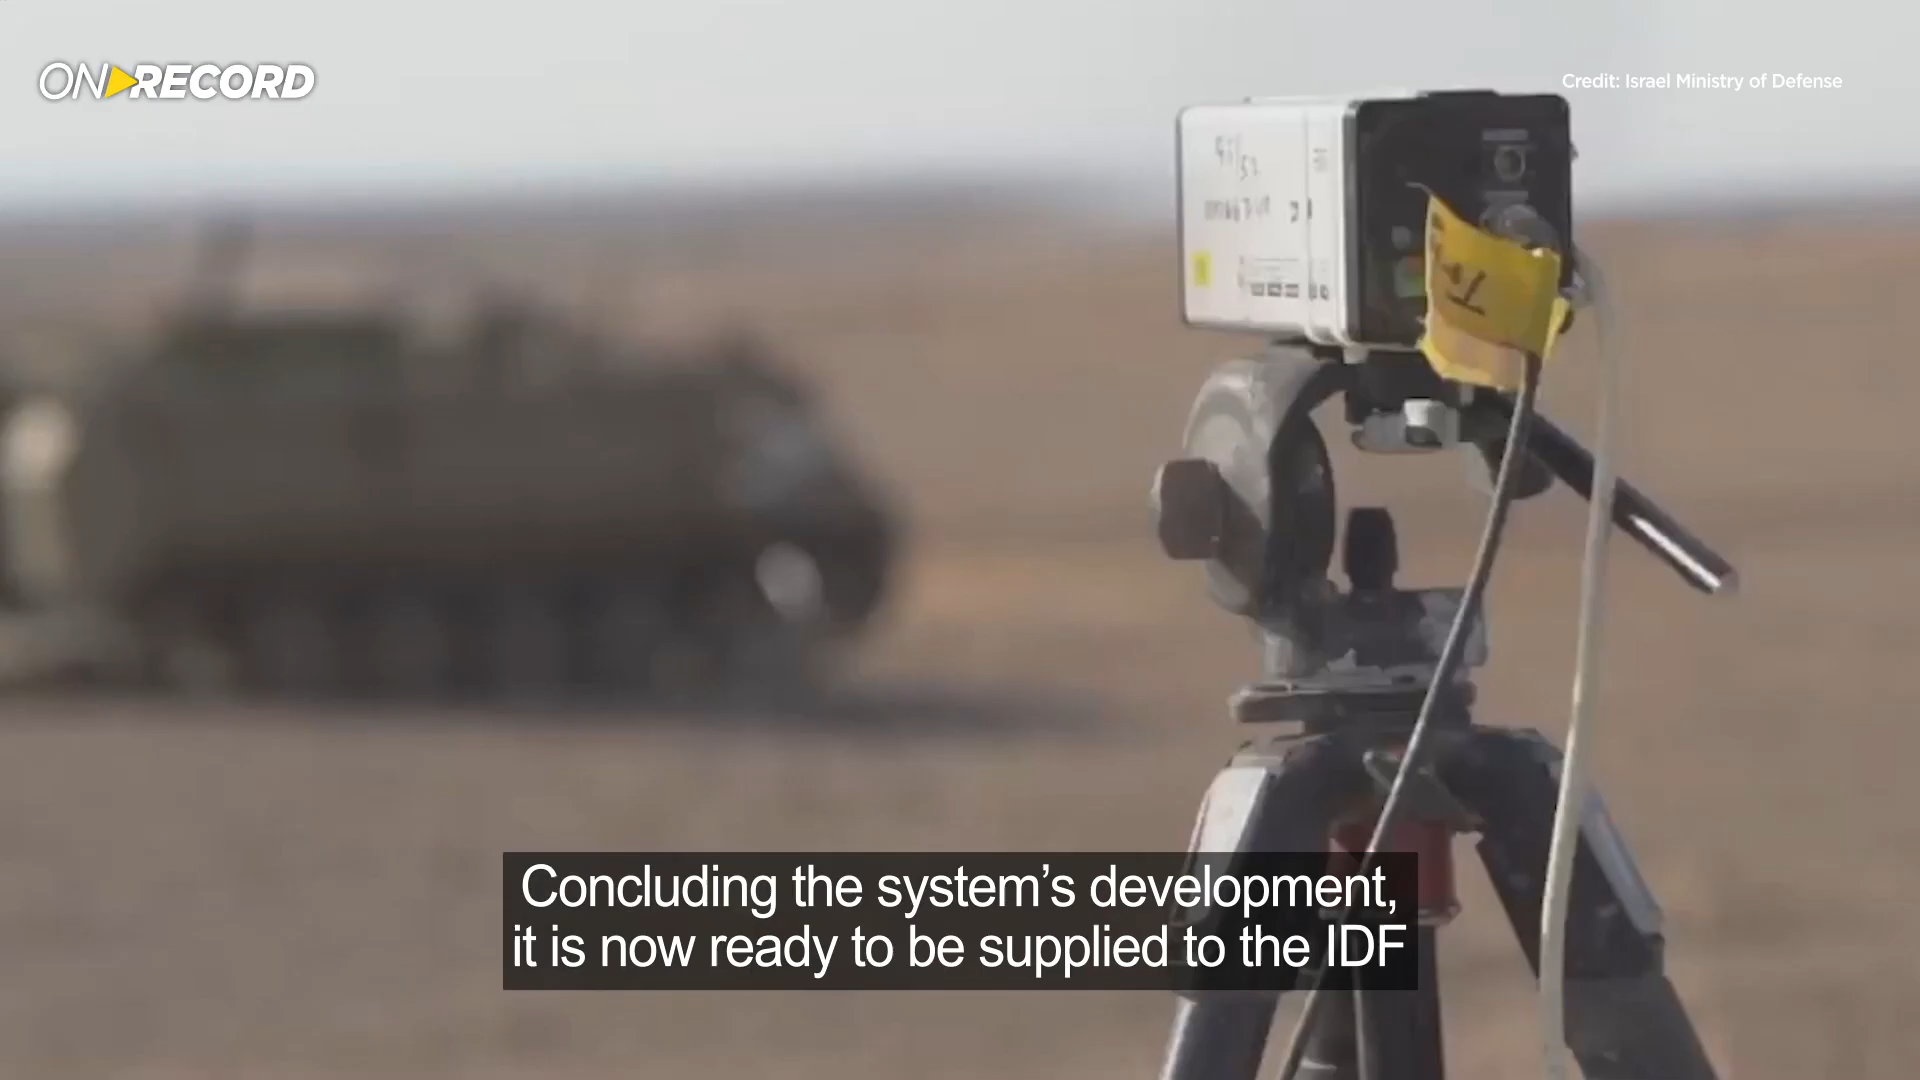 ON RECORD
Credit: Israel Ministry of Defense
Concluding the system's development,
it is now ready to be supplied to the IDF